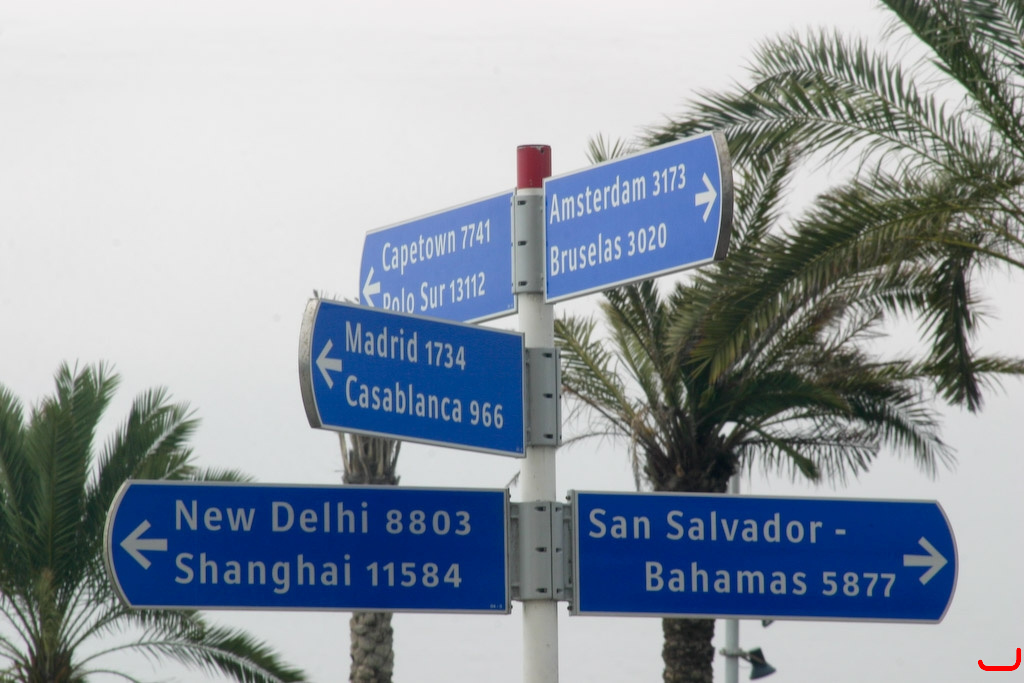 Amsterdam 3173
Bruselas 3020
Capetown 7741
Polo Sur 13112
Madrid 1734
Casablanca 966
New Delhi 8803
Shanghai 11584
San Salvador -
Bahamas 5877